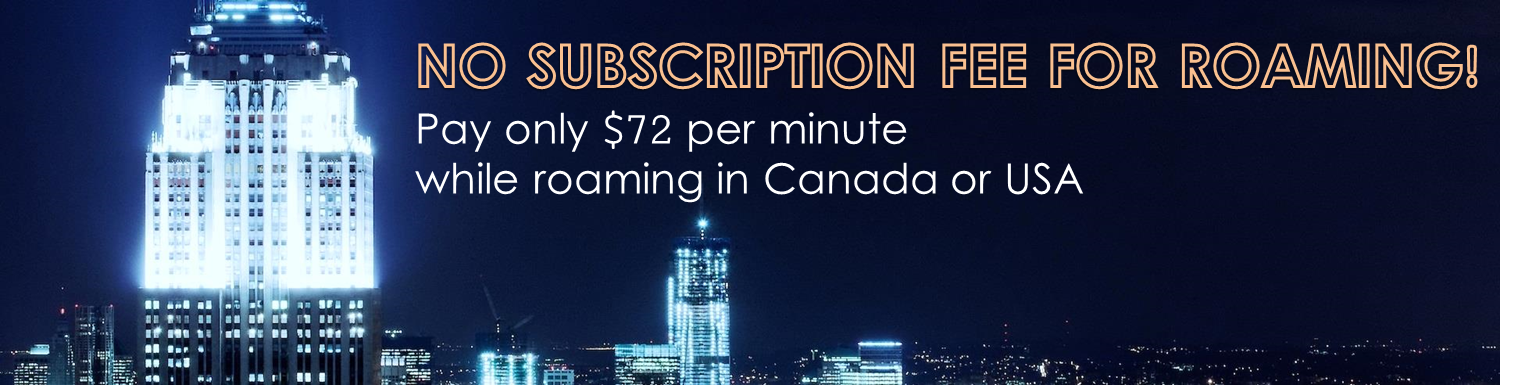 NO SUBSCRIPTION FEE FOR ROAMING!
Pay only $72 per minute
while roaming in Canada or USA